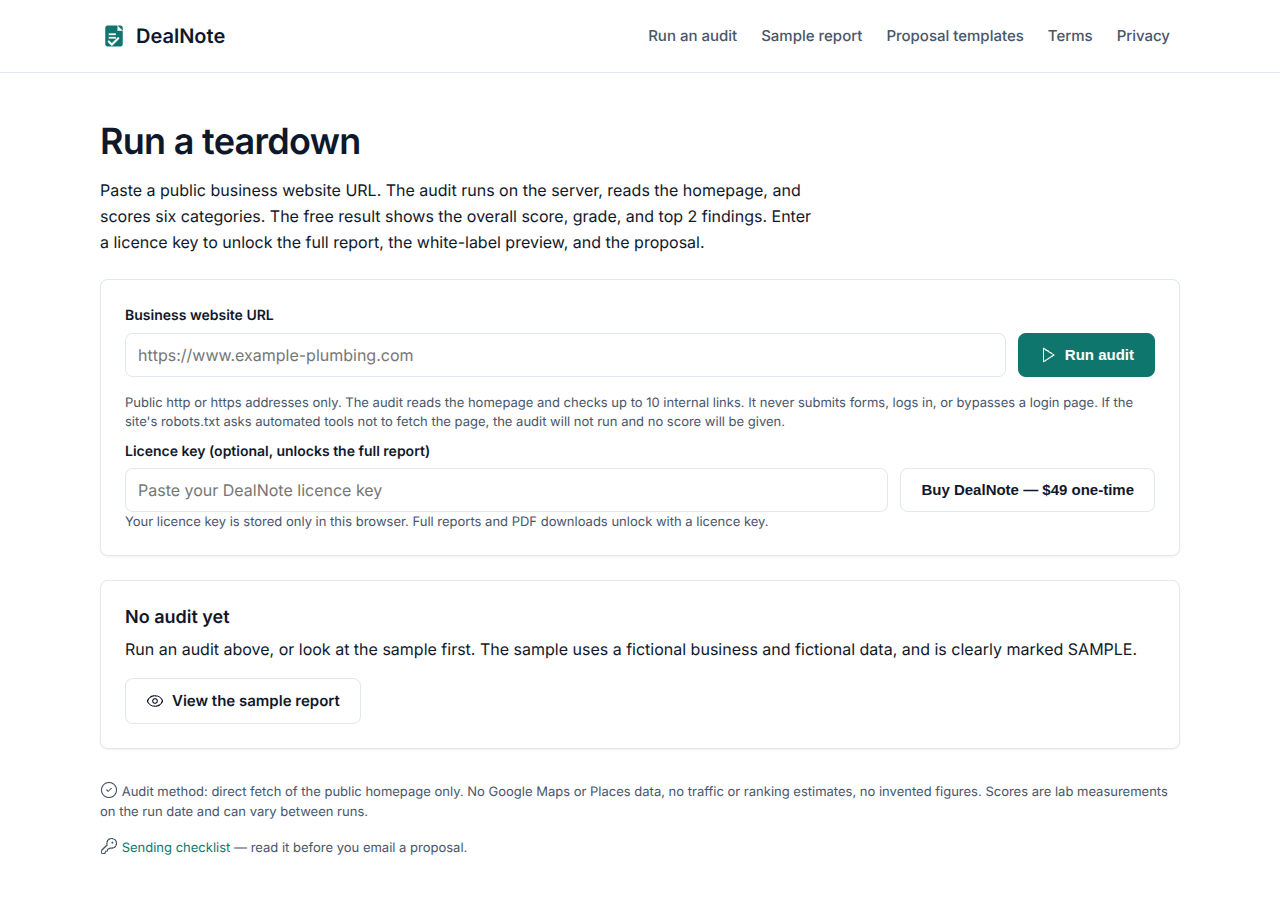 DealNote
Run an audit
Sample report
Proposal templates
Terms
Privacy
Run a teardown
Paste a public business website URL. The audit runs on the server, reads the homepage, and
scores six categories. The free result shows the overall score, grade, and top 2 findings. Enter
a licence key to unlock the full report, the white-label preview, and the proposal.
Business website URL
https://www.example-plumbing.com
Run audit
Public http or https addresses only. The audit reads the homepage and checks up to 10 internal links. It never submits forms, logs in, or bypasses a login page. If the
site's robots.txt asks automated tools not to fetch the page, the audit will not run and no score will be given.
Licence key (optional, unlocks the full report)
Paste your DealNote licence key
Buy DealNote — $49 one-time
Your licence key is stored only in this browser. Full reports and PDF downloads unlock with a licence key.
No audit yet
Run an audit above, or look at the sample first. The sample uses a fictional business and fictional data, and is clearly marked SAMPLE.
View the sample report
Audit method: direct fetch of the public homepage only. No Google Maps or Places data, no traffic or ranking estimates, no invented figures. Scores are lab measurements
on the run date and can vary between runs.
Sending checklist — read it before you email a proposal.